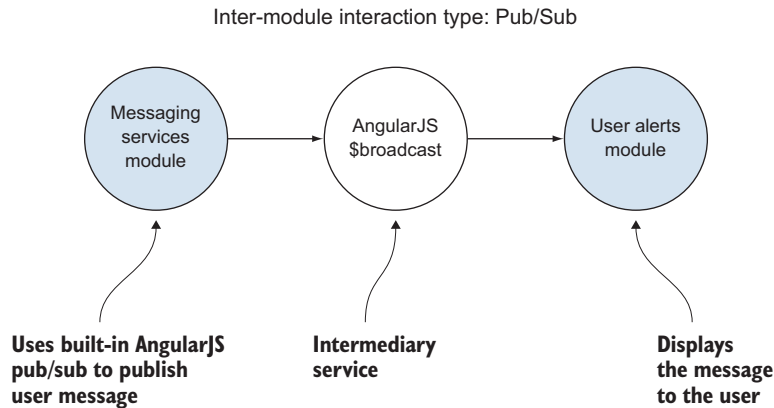 Inter-module interaction type: Pub/Sub
Messaging
services
module
AngularJS
$broadcast
User alerts
module
Uses built-in AngularJS
pub/sub to publish
user message
Intermediary
service
Displays
the message
to the user